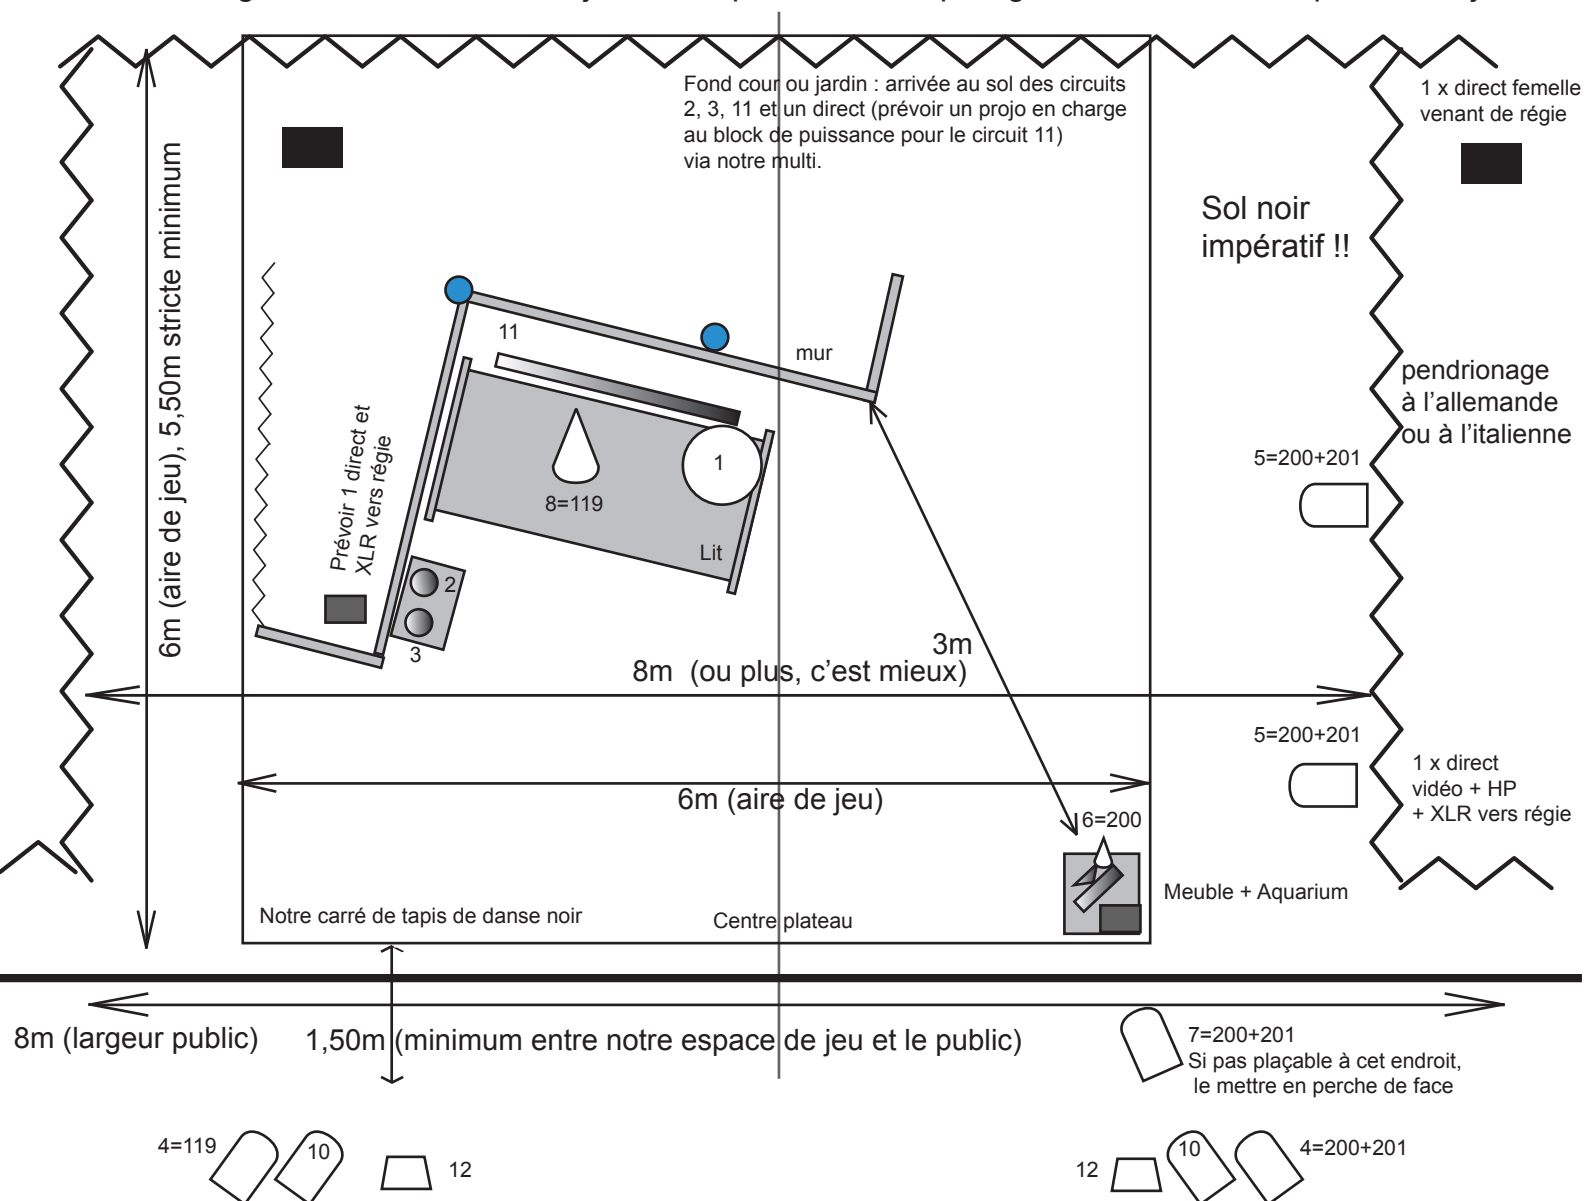 Fond cour ou jardin : arrivée au sol des circuits
2, 3, 11 et un direct (prévoir un projo en charge
au block de puissance pour le circuit 11)
via notre multi.
1 x direct femelle
venant de régie
6m (aire de jeu), 5,50m stricte minimum
Sol noir
impératif !!
11
mur
pendrionage
à l'allemande
ou à l'italienne
Prévoir 1 direct et
XLR vers régie
1
8=119
5=200+201
Lit
2
3
3m
8m (ou plus, c'est mieux)
5=200+201
1 x direct
vidéo + HP
+ XLR vers régie
6m (aire de jeu)
6=200
Meuble + Aquarium
Notre carré de tapis de danse noir
Centre plateau
8m (largeur public)
1,50m (minimum entre notre espace de jeu et le public)
7=200+201
Si pas plaçable à cet endroit,
le mettre en perche de face
4=119
10
12
12
10
4=200+201